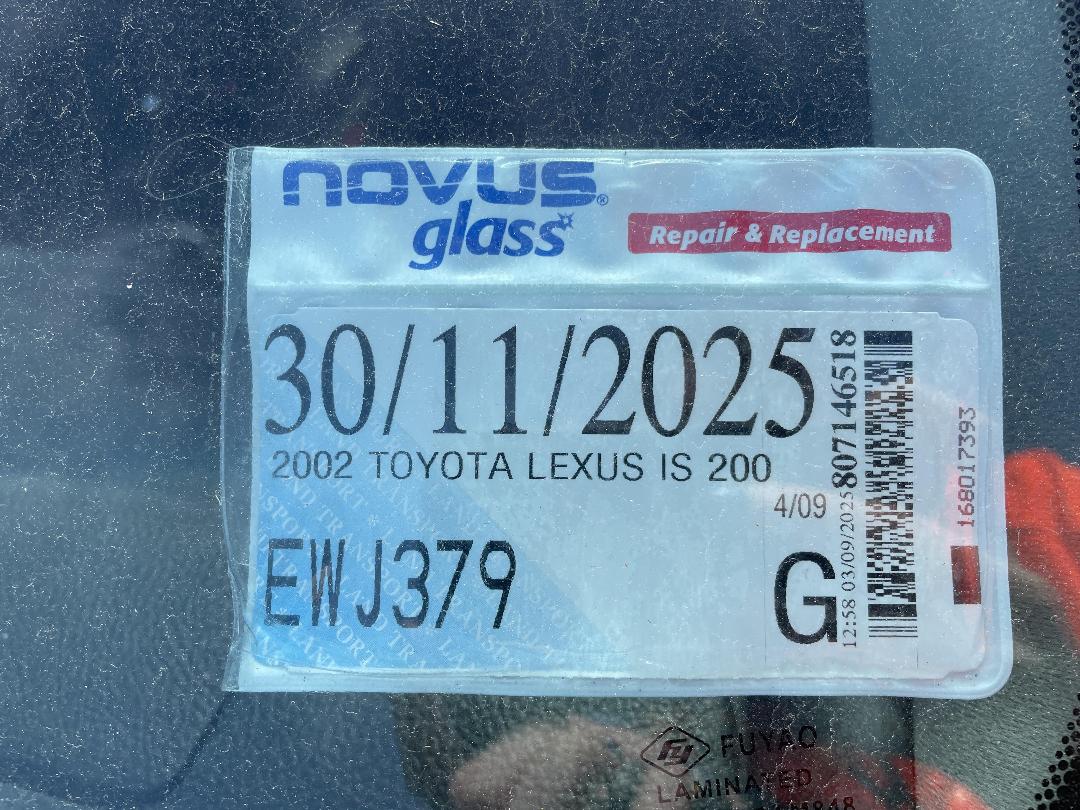 novus®
glass
Repair & Replacement
30/11/2025
2002 TOYOTA LEXUS IS 200
4/09
EWJ379
G
12:58 03/09/2025 807146518
168017393
FUYAO
LAMINATED